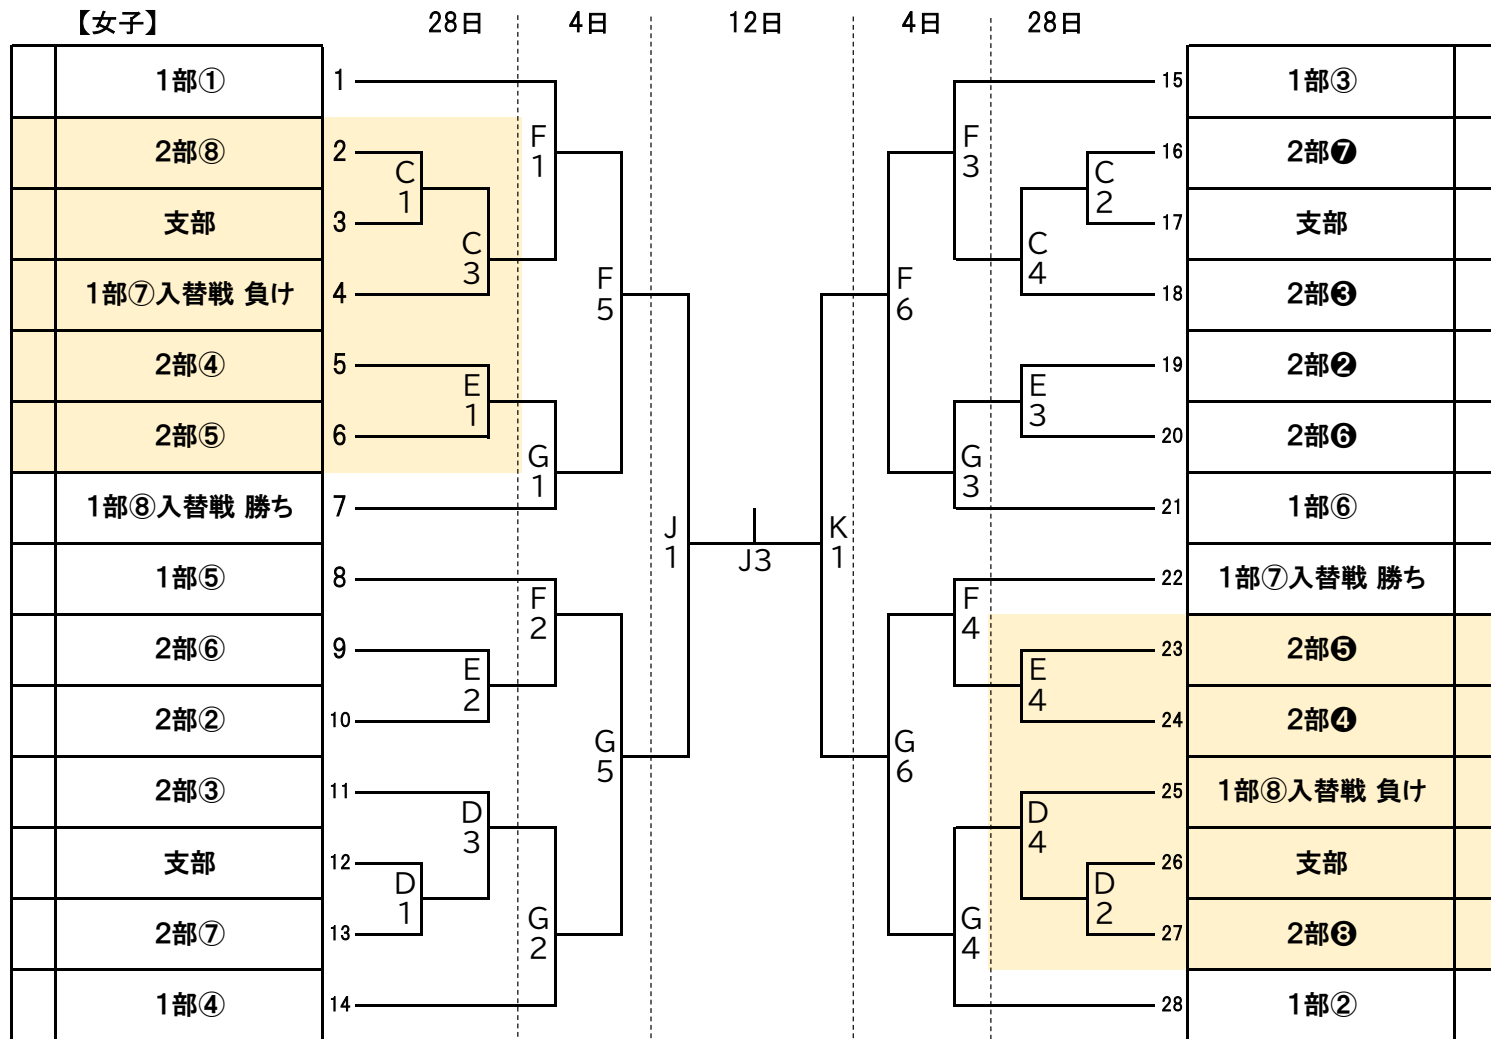 【女子】 28日 4日 12日 4日 28日
1部① 1 15 1部③
2部⑧ 2 16 2部❼
支部 3 17 支部
1部⑦入替戦 負け 4 18 2部❸
2部④ 5 19 2部❷
2部⑤ 6 20 2部❻
1部⑧入替戦 勝ち 7 21 1部⑥
1部⑤ 8 22 1部⑦入替戦 勝ち
2部⑥ 9 23 2部❺
2部② 10 24 2部❹
2部③ 11 25 1部⑧入替戦 負け
支部 12 26 支部
2部⑦ 13 27 2部❽
1部④ 14 28 1部②
C1
C3
E1
E2
D3
D1
F1
G1
F2
G2
F5
G5
J1
J3
K1
F6
G6
F3
G3
F4
G4
C2
C4
E3
E4
D4
D2